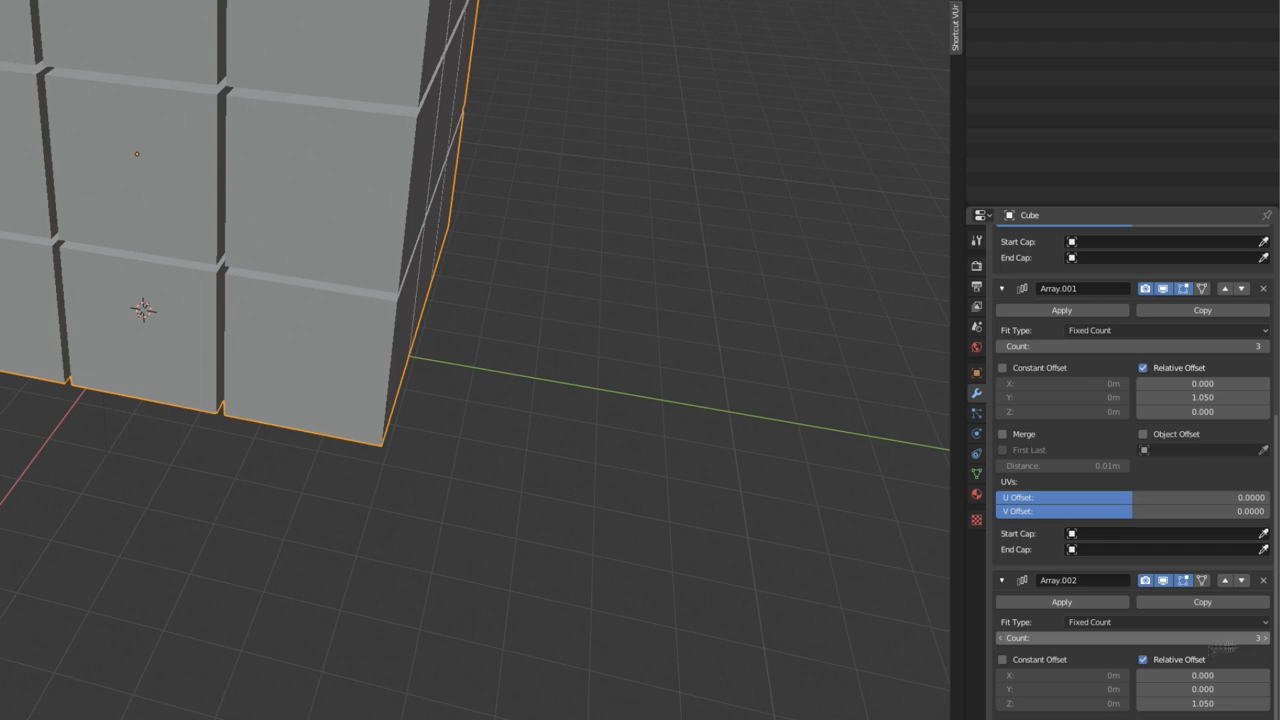 Shortcut VUr
Cube
Start Cap:
End Cap:
Array.001
Apply Copy
Fit Type: Fixed Count
Count: 3
Constant Offset Relative Offset
X: 0m 0.000
Y: 0m 1.050
Z: 0m 0.000
Merge Object Offset
First Last
Distance: 0.01m
UVs:
U Offset: 0.0000
V Offset: 0.0000
Start Cap:
End Cap:
Array.002
Apply Copy
Fit Type: Fixed Count
Count: 3
Constant Offset Relative Offset
X: 0m 0.000
Y: 0m 0.000
Z: 0m 1.050